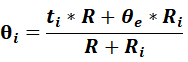 θᵢ = (tᵢ * R + θₑ * Rᵢ) / (R + Rᵢ)